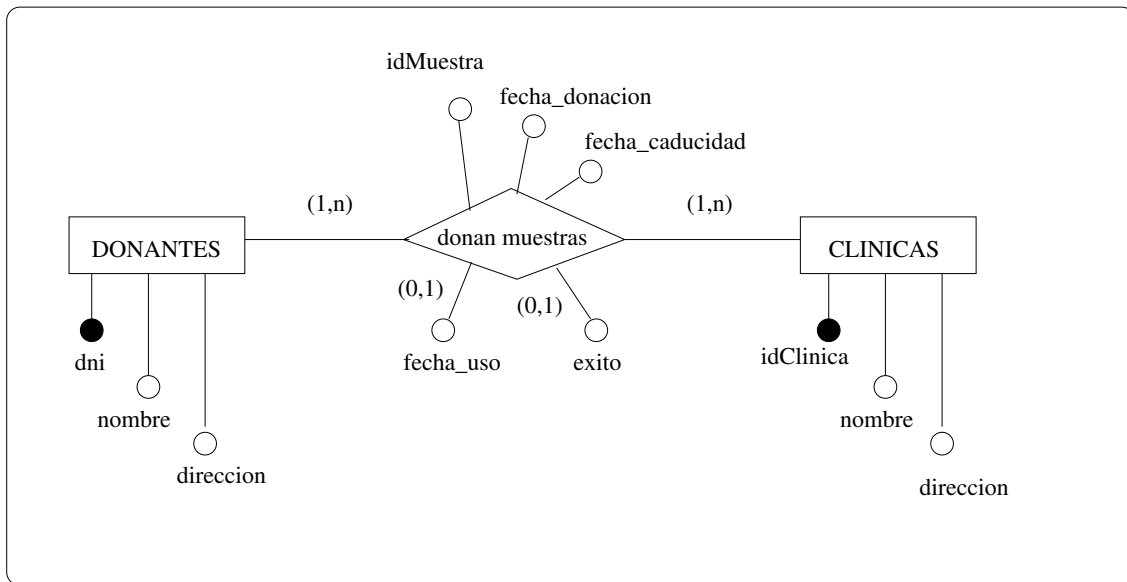 idMuestra
fecha_donacion
fecha_caducidad
(1,n)
(1,n)
DONANTES
donan muestras
CLINICAS
(0,1)
(0,1)
dni
fecha_uso
exito
idClinica
nombre
nombre
direccion
direccion